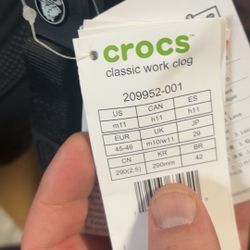 crocs™
classic work clog
209952-001
US CAN ES
m11 h11 h11
EUR UK JP
45-46 m10/w11 29
CN KR BR
290(2.5) 290mm 42